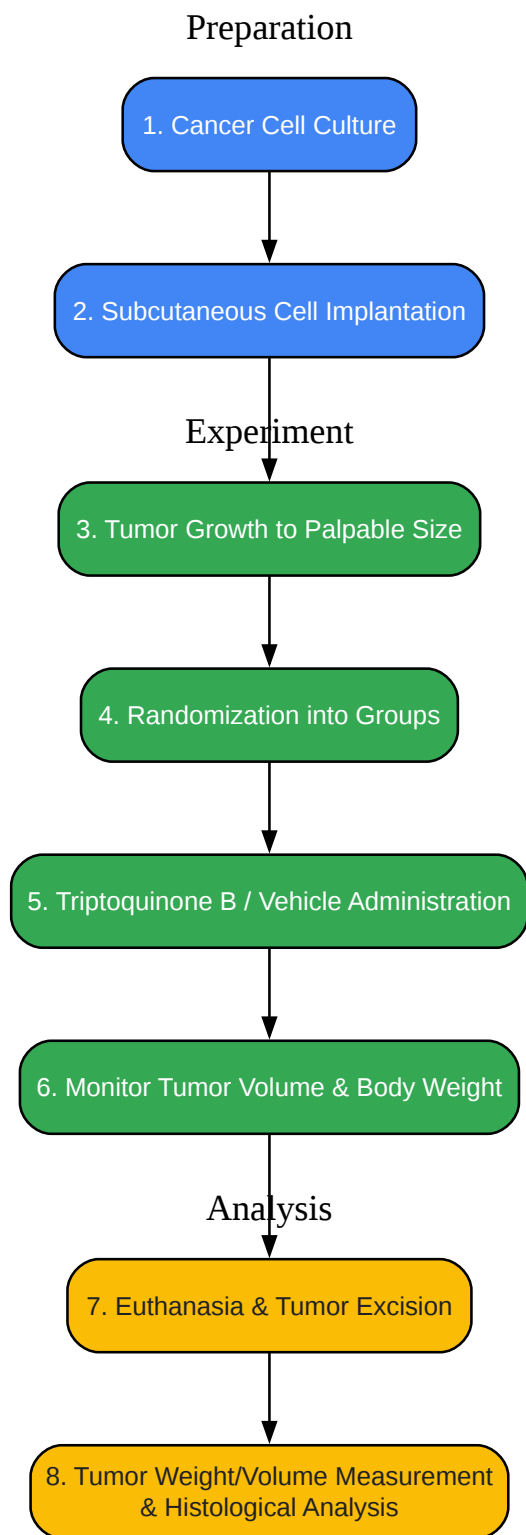 Preparation
1. Cancer Cell Culture
2. Subcutaneous Cell Implantation
Experiment
3. Tumor Growth to Palpable Size
4. Randomization into Groups
5. Triptoquinone B / Vehicle Administration
6. Monitor Tumor Volume & Body Weight
Analysis
7. Euthanasia & Tumor Excision
8. Tumor Weight/Volume Measurement
& Histological Analysis